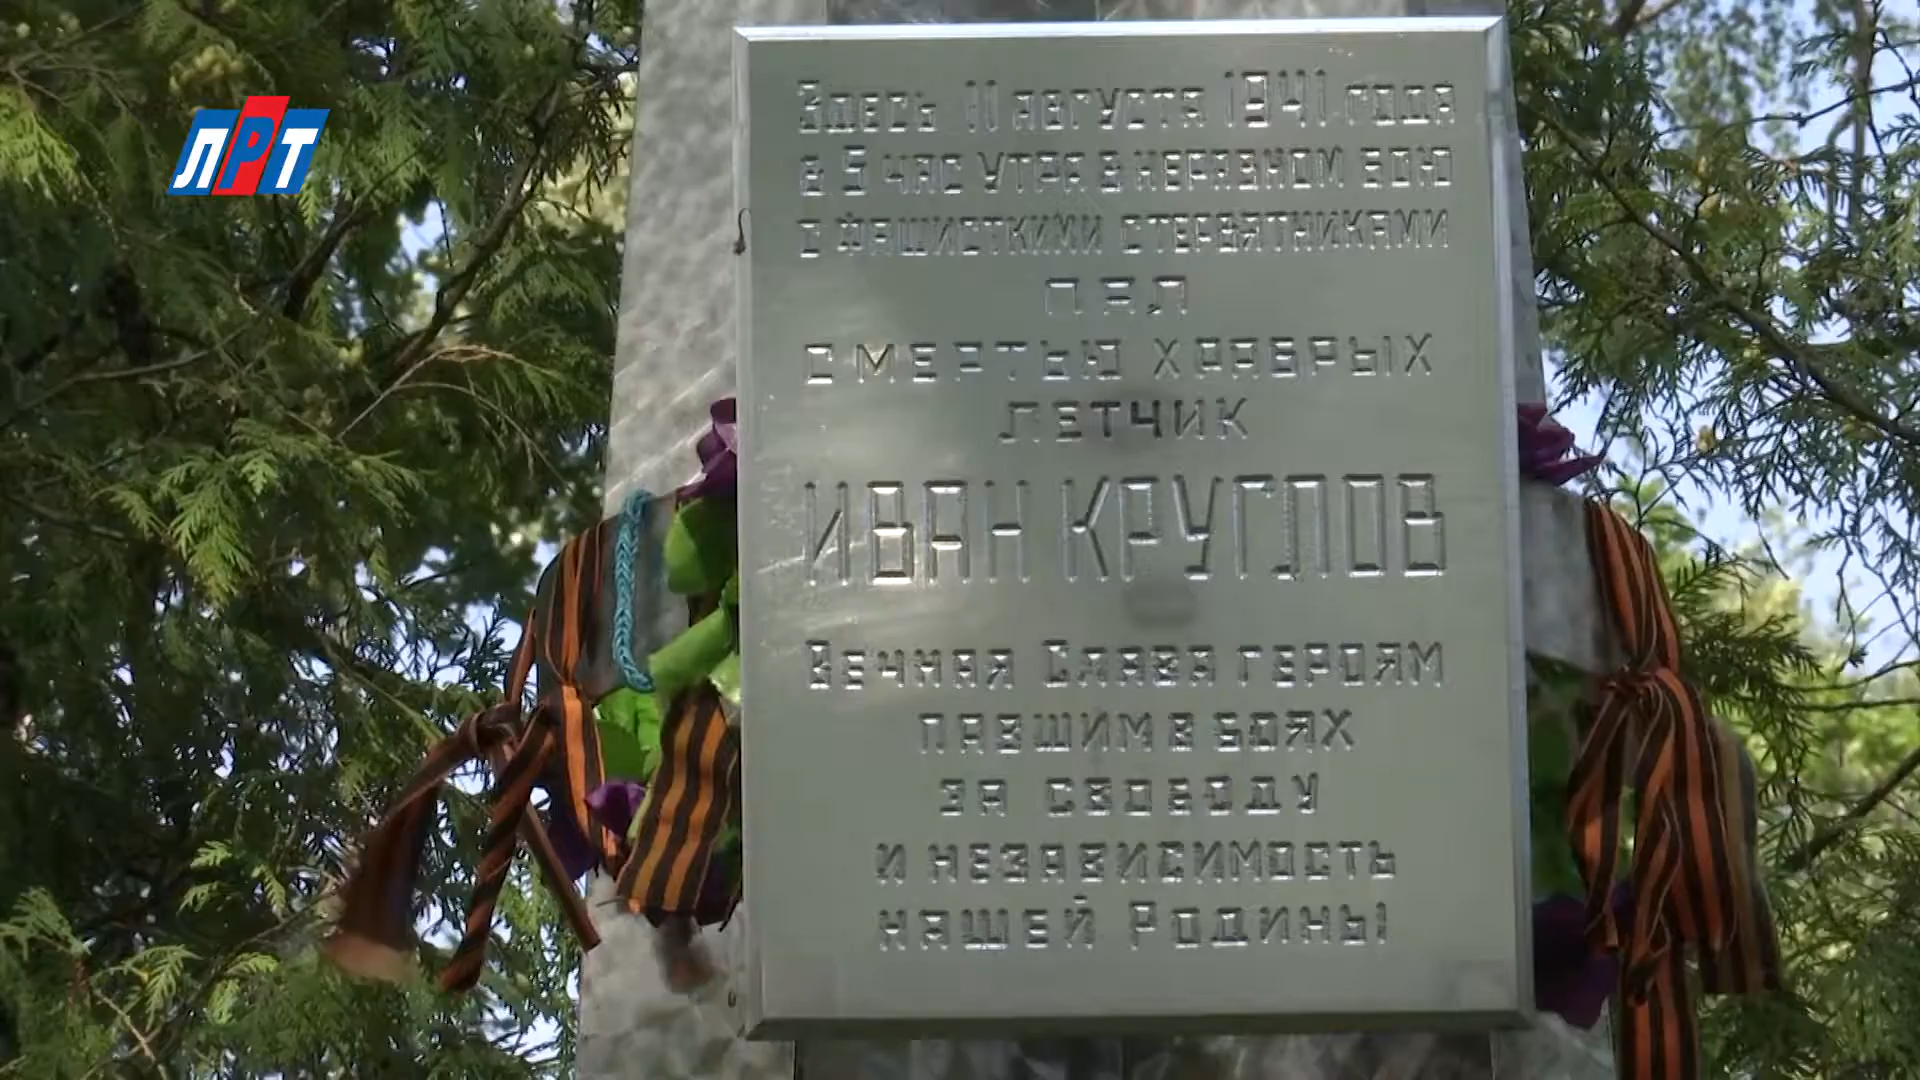 ЛРТ
Здесь 11 августа 1941 года
в 5 час утра в неравном бою
с фашисткими стервятниками
ПАЛ
СМЕРТЬЮ ХРАБРЫХ
ЛЕТЧИК
ИВАН КРУГЛОВ
Вечная Слава героям
павшим в боях
за свободу
и независимость
нашей Родины